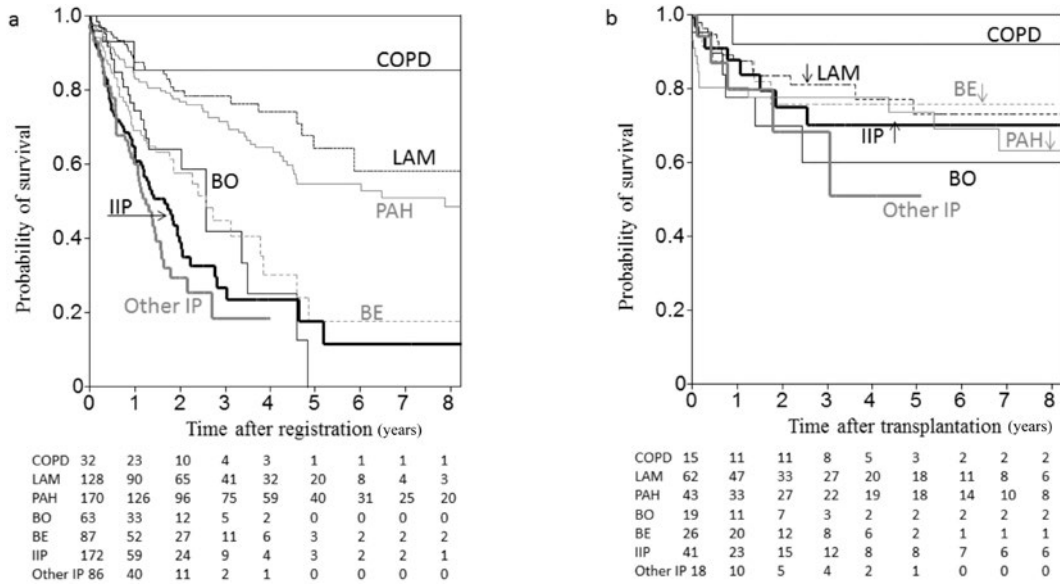 a
Probability of survival
1.0
0.8
0.6
0.4
0.2
0
COPD
LAM
PAH
BO
IIP
Other IP
BE
0 1 2 3 4 5 6 7 8
Time after registration (years)
COPD 32 23 10 4 3 1 1 1 1
LAM 128 90 65 41 32 20 8 4 3
PAH 170 126 96 75 59 40 31 25 20
BO 63 33 12 5 2 0 0 0 0
BE 87 52 27 11 6 3 2 2 2
IIP 172 59 24 9 4 3 2 2 1
Other IP 86 40 11 2 1 0 0 0 0
b
Probability of survival
1.0
0.8
0.6
0.4
0.2
0
COPD
LAM
BE
IIP
PAH
BO
Other IP
0 1 2 3 4 5 6 7 8
Time after transplantation (years)
COPD 15 11 11 8 5 3 2 2 2
LAM 62 47 33 27 20 18 11 8 6
PAH 43 33 27 22 19 18 14 10 8
BO 19 11 7 3 2 2 2 2 2
BE 26 20 12 8 6 2 1 1 1
IIP 41 23 15 12 8 8 7 6 6
Other IP 18 10 5 4 2 1 0 0 0